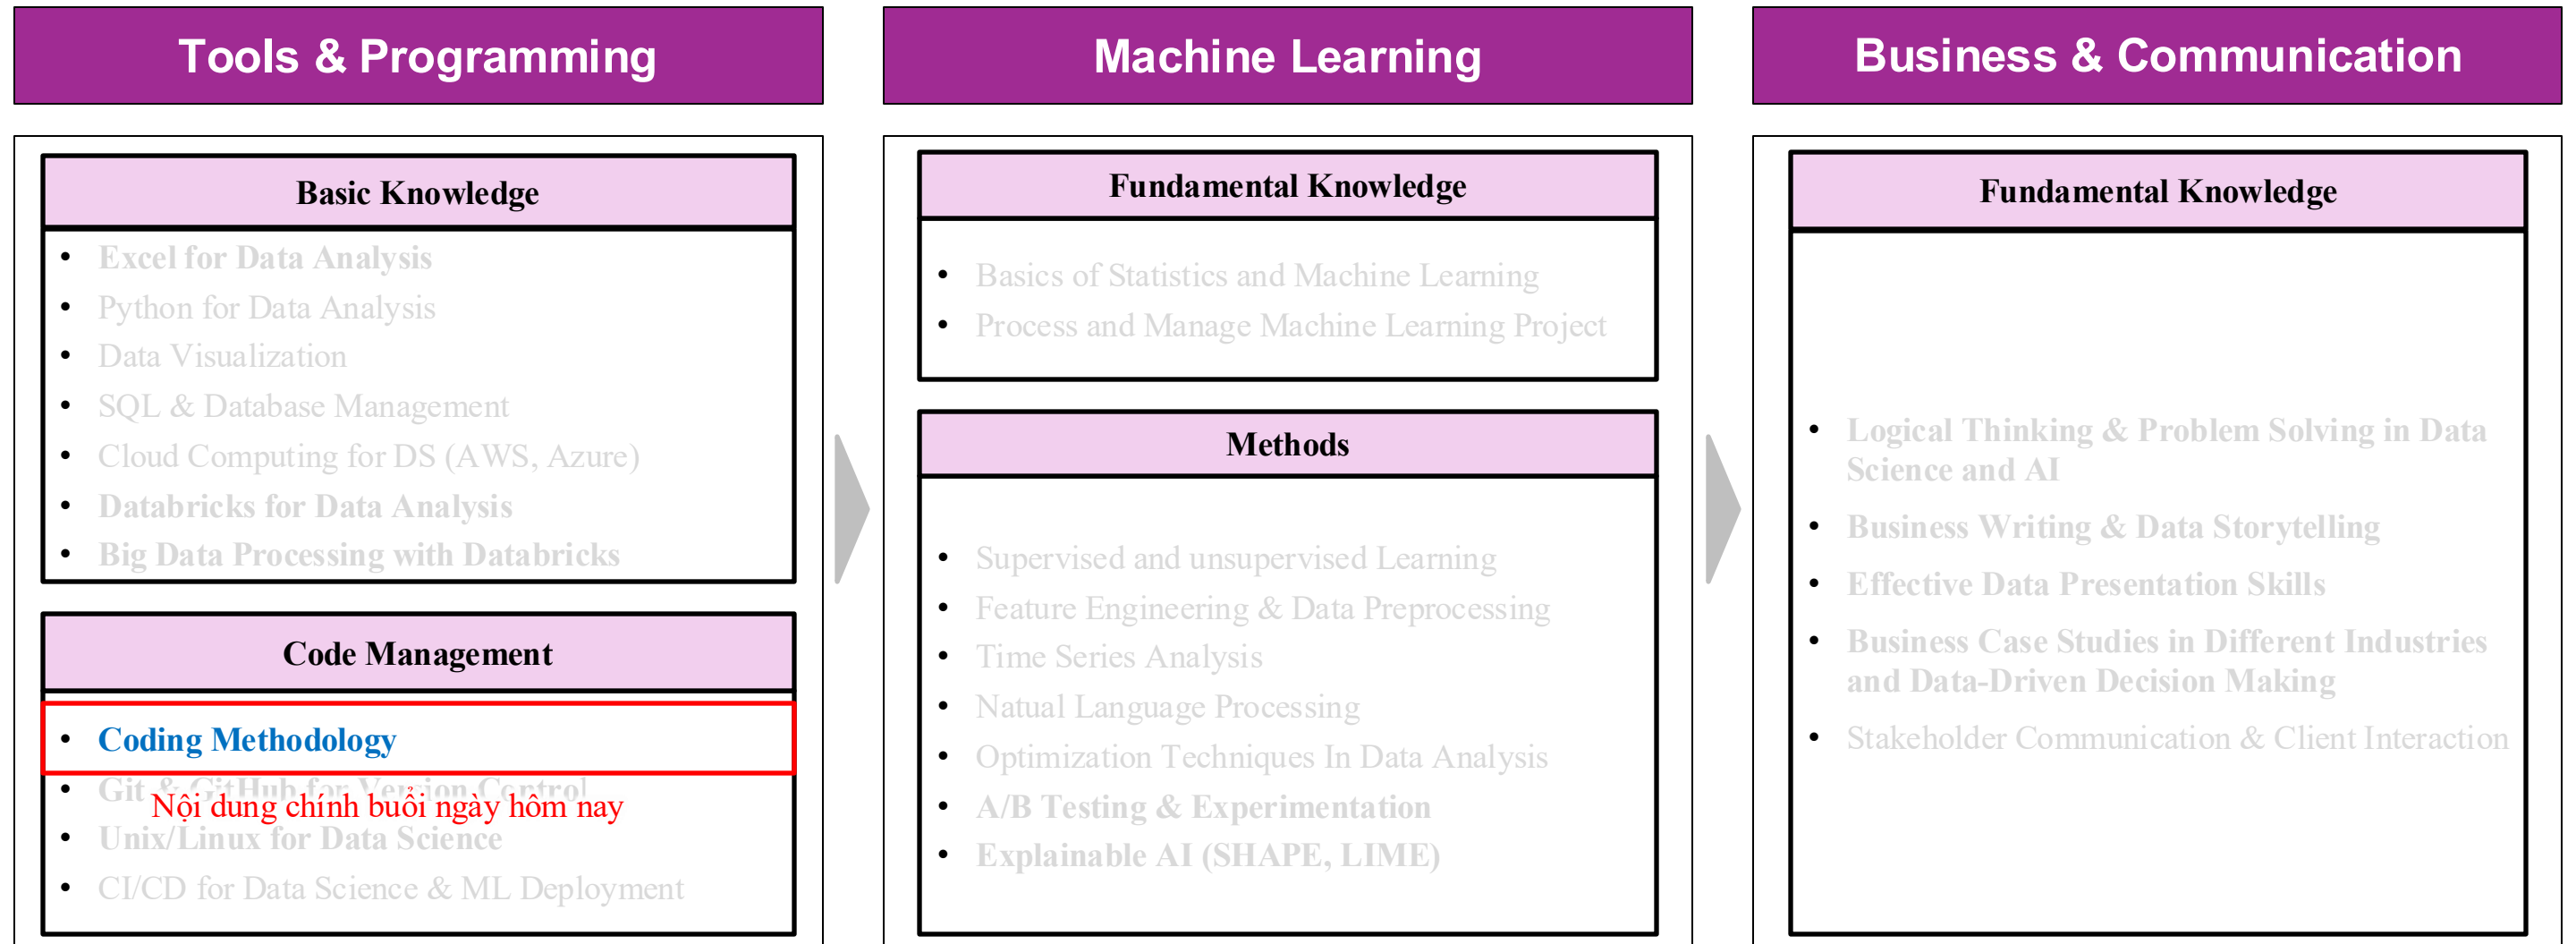 Tools & Programming
Basic Knowledge
• Excel for Data Analysis
• Python for Data Analysis
• Data Visualization
• SQL & Database Management
• Cloud Computing for DS (AWS, Azure)
• Databricks for Data Analysis
• Big Data Processing with Databricks
Code Management
• Coding Methodology
• Git & GitHub for Version Control
Nội dung chính buổi ngày hôm nay
• Unix/Linux for Data Science
• CI/CD for Data Science & ML Deployment
Machine Learning
Fundamental Knowledge
• Basics of Statistics and Machine Learning
• Process and Manage Machine Learning Project
Methods
• Supervised and unsupervised Learning
• Feature Engineering & Data Preprocessing
• Time Series Analysis
• Natual Language Processing
• Optimization Techniques In Data Analysis
• A/B Testing & Experimentation
• Explainable AI (SHAPE, LIME)
Business & Communication
Fundamental Knowledge
• Logical Thinking & Problem Solving in Data
Science and AI
• Business Writing & Data Storytelling
• Effective Data Presentation Skills
• Business Case Studies in Different Industries
and Data-Driven Decision Making
• Stakeholder Communication & Client Interaction